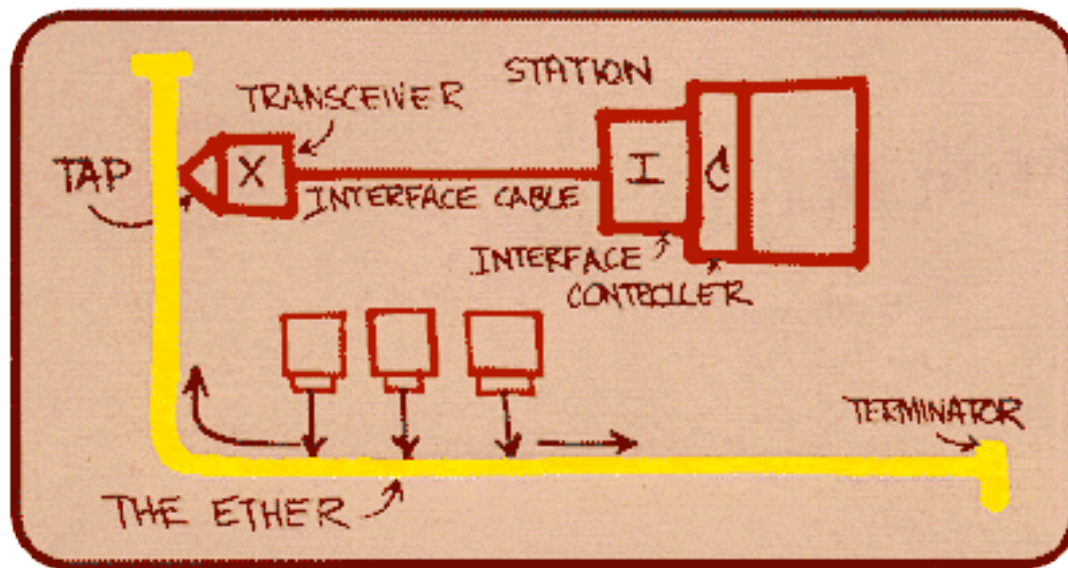 STATION
TRANSCEIVER
TAP
X
I
C
INTERFACE CABLE
INTERFACE
CONTROLLER
TERMINATOR
THE ETHER